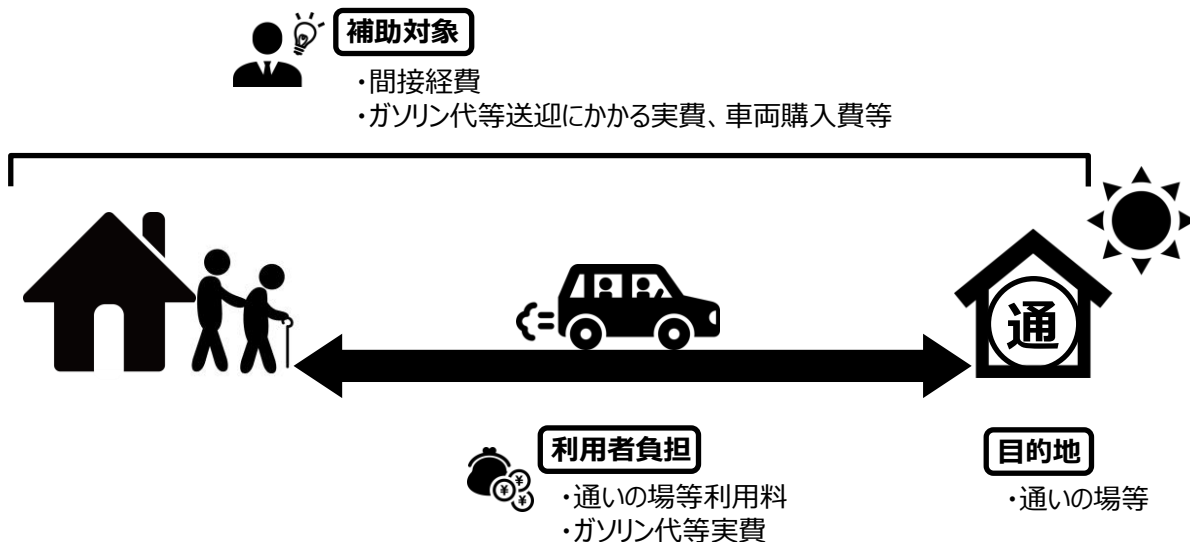 補助対象
・間接経費
・ガソリン代等送迎にかかる実費、車両購入費等
通
利用者負担
・通いの場等利用料
・ガソリン代等実費
目的地
・通いの場等
¥
¥
¥